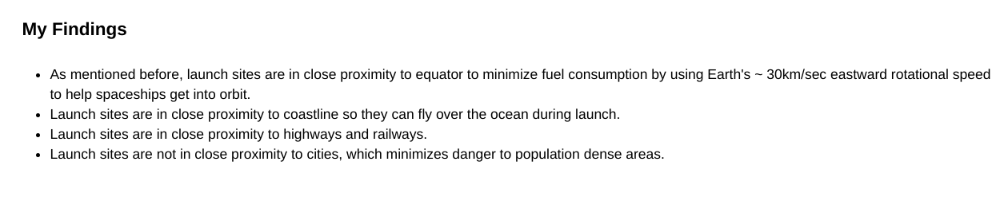 My Findings
• As mentioned before, launch sites are in close proximity to equator to minimize fuel consumption by using Earth's ~ 30km/sec eastward rotational speed
to help spaceships get into orbit.
• Launch sites are in close proximity to coastline so they can fly over the ocean during launch.
• Launch sites are in close proximity to highways and railways.
• Launch sites are not in close proximity to cities, which minimizes danger to population dense areas.